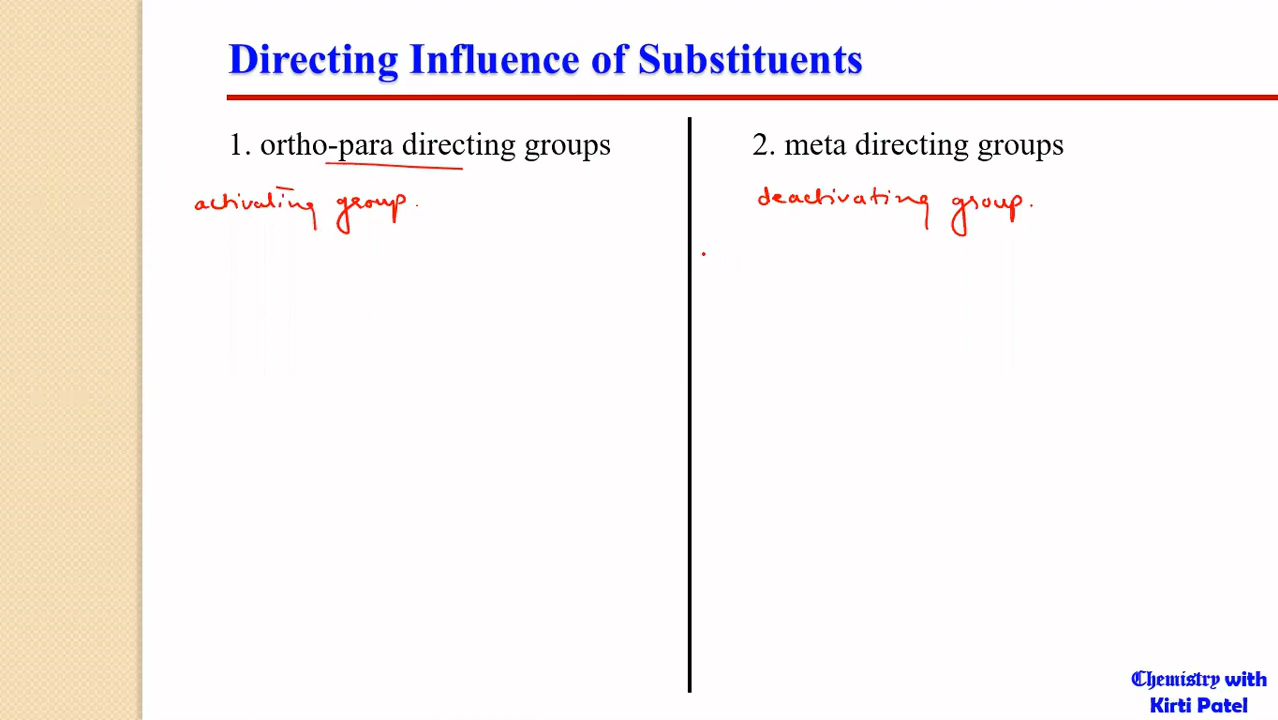 Directing Influence of Substituents
1. ortho-para directing groups
activating group.
2. meta directing groups
deactivating group.
Chemistry with
Kirti Patel